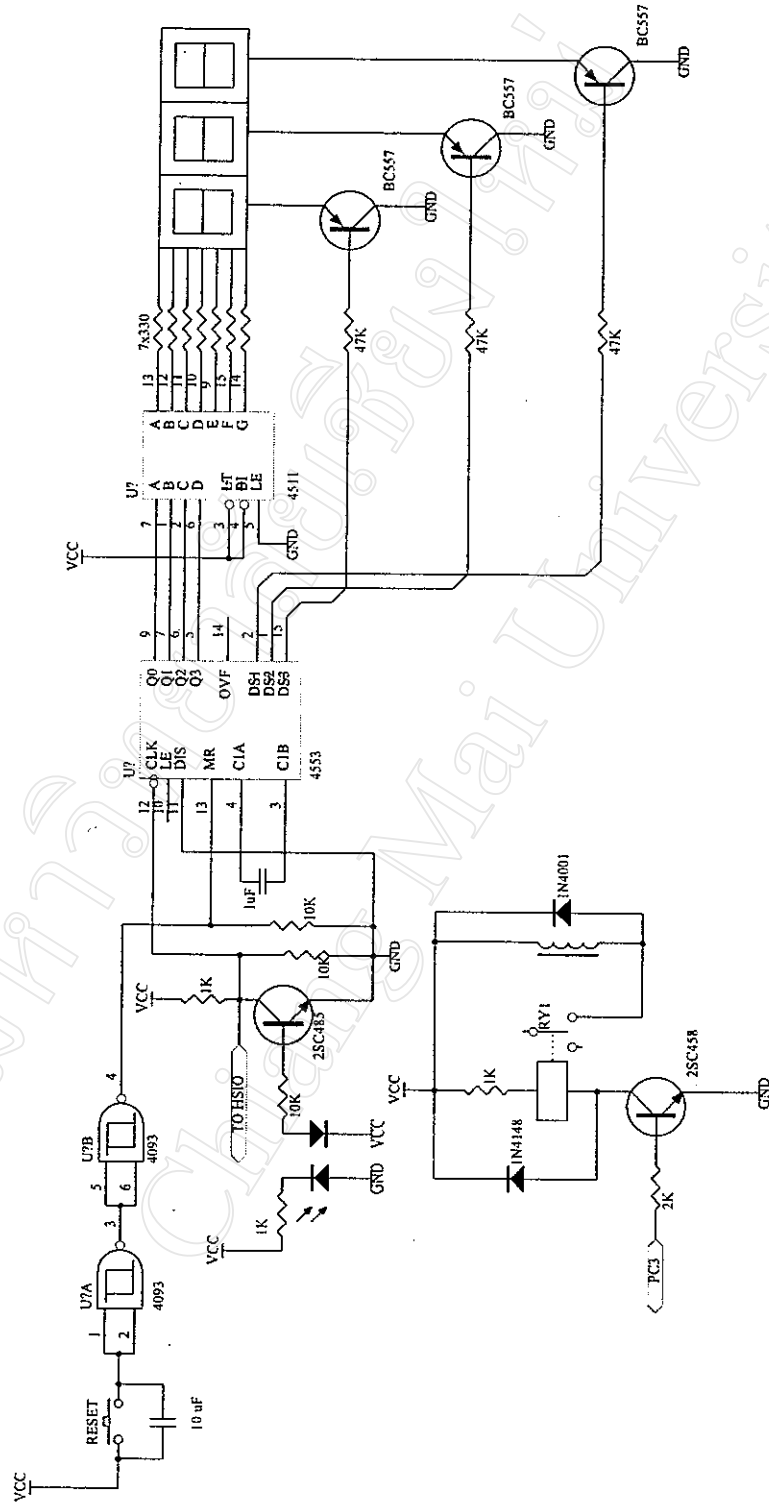 VCC
RESET
10 uF
1
2
U?A
4093
3
5
6
U?B
4093
4
VCC
1K
TO HSIO
10K
2SC485
10K
10K
GND
VCC
1K
GND
VCC
1uF
12
10
11
13
4
3
U?
CLK
LE
DIS
MR
C1A
C1B
Q0
Q1
Q2
Q3
OVF
DS1
DS2
DS3
4553
9
7
6
5
14
2
1
15
VCC
7
1
2
6
3
4
5
GND
U?
A
B
C
D
LT
BI
LE
A
B
C
D
E
F
G
4511
13
12
11
10
9
15
14
7x330
47K
BC557
GND
47K
BC557
GND
47K
BC557
GND
VCC
1N4148
1K
RY1
1N4001
PC3
2K
2SC458
GND
Chiang Mai Universi